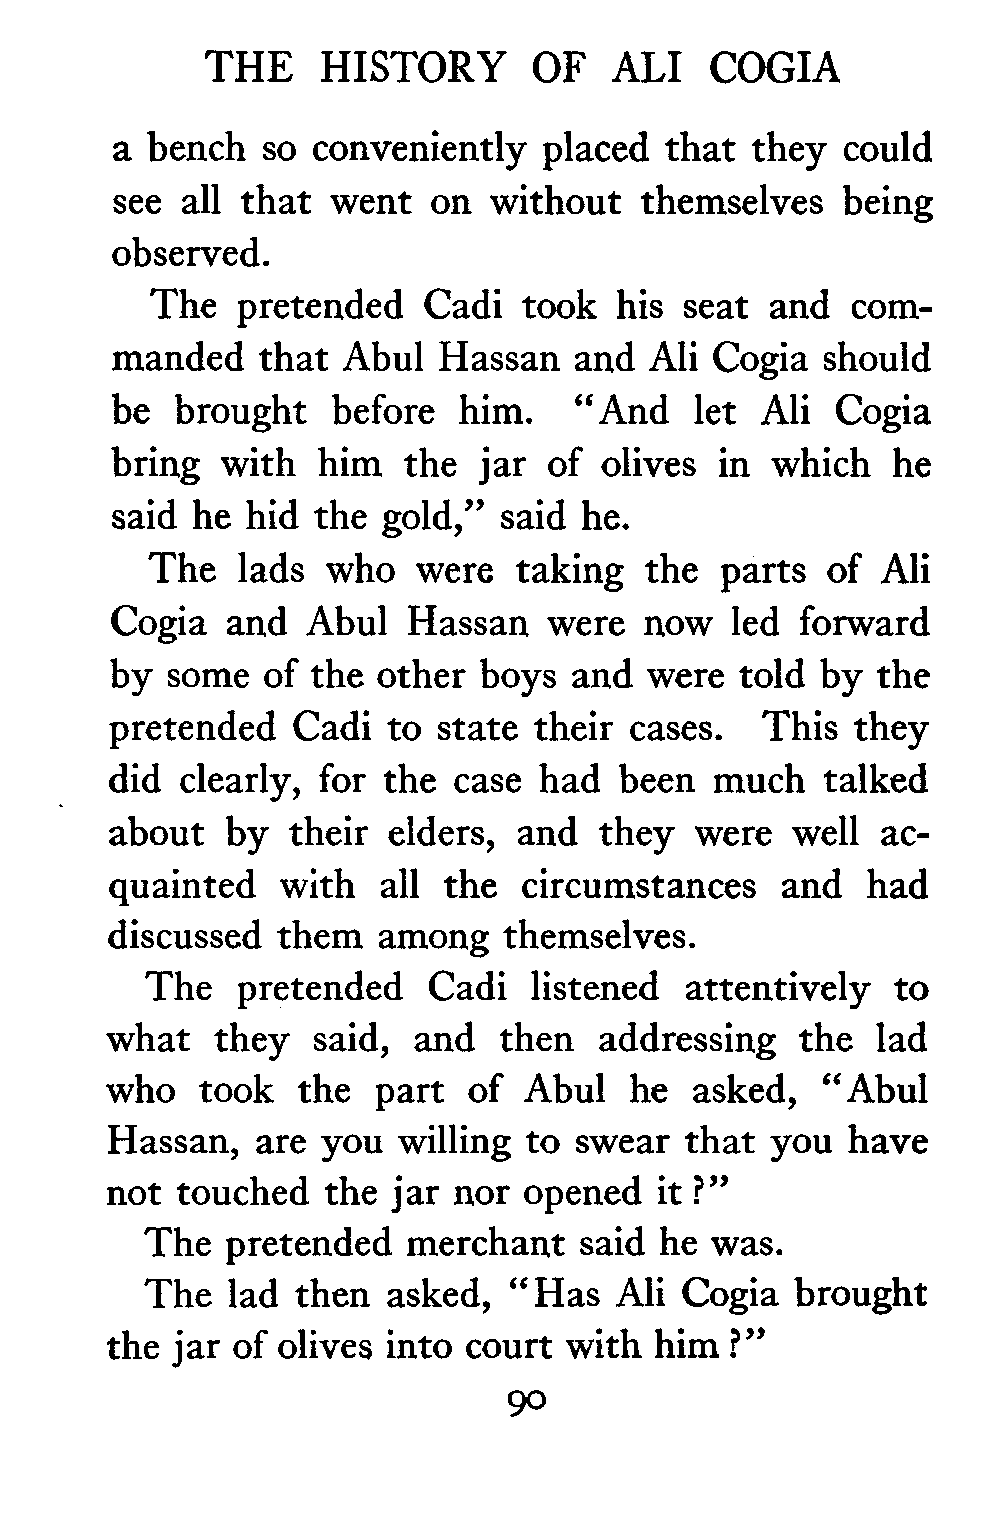 THE HISTORY OF ALI COGIA
a bench so conveniently placed that they could
see all that went on without themselves being
observed.
The pretended Cadi took his seat and com-
manded that Abul Hassan and Ali Cogia should
be brought before him. “And let Ali Cogia
bring with him the jar of olives in which he
said he hid the gold,” said he.
The lads who were taking the parts of Ali
Cogia and Abul Hassan were now led forward
by some of the other boys and were told by the
pretended Cadi to state their cases. This they
did clearly, for the case had been much talked
about by their elders, and they were well ac-
quainted with all the circumstances and had
discussed them among themselves.
The pretended Cadi listened attentively to
what they said, and then addressing the lad
who took the part of Abul he asked, “Abul
Hassan, are you willing to swear that you have
not touched the jar nor opened it?”
The pretended merchant said he was.
The lad then asked, “Has Ali Cogia brought
the jar of olives into court with him?”
90